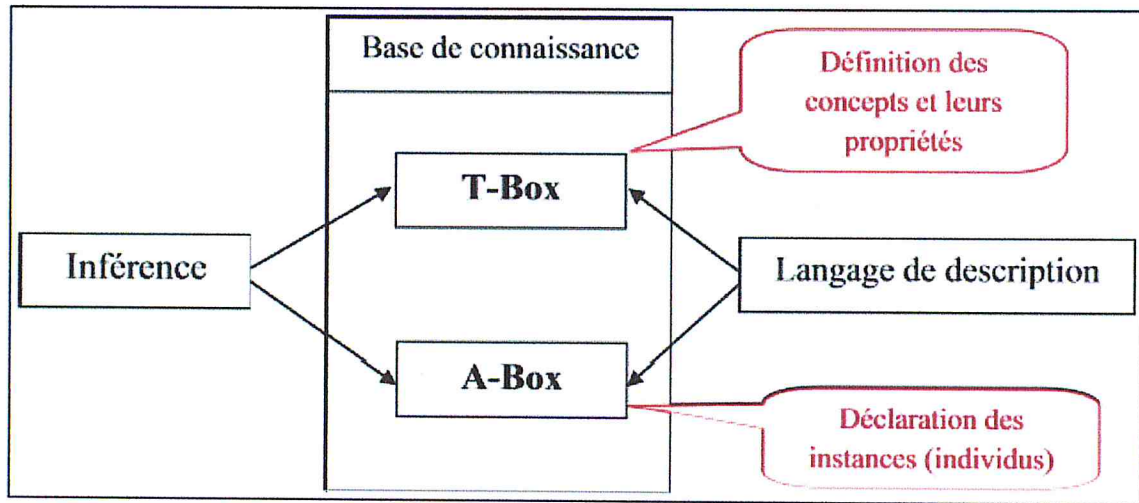 Base de connaissance
Définition des
concepts et leurs
propriétés
T-Box
Inférence
Langage de description
A-Box
Déclaration des
instances (individus)